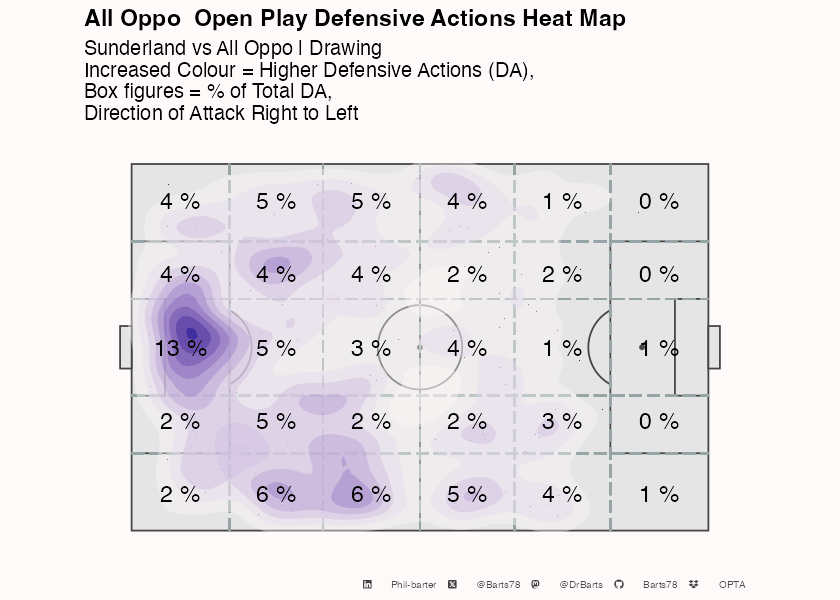 All Oppo  Open Play Defensive Actions Heat Map
Sunderland vs All Oppo I Drawing
Increased Colour = Higher Defensive Actions (DA),
Box figures = % of Total DA,
Direction of Attack Right to Left
4 % 5 % 5 % 4 % 1 % 0 %
4 % 4 % 4 % 2 % 2 % 0 %
13 % 5 % 3 % 4 % 1 % 1 %
2 % 5 % 2 % 2 % 3 % 0 %
2 % 6 % 6 % 5 % 4 % 1 %
Phil-barter @Barts78 @DrBarts Barts78 OPTA